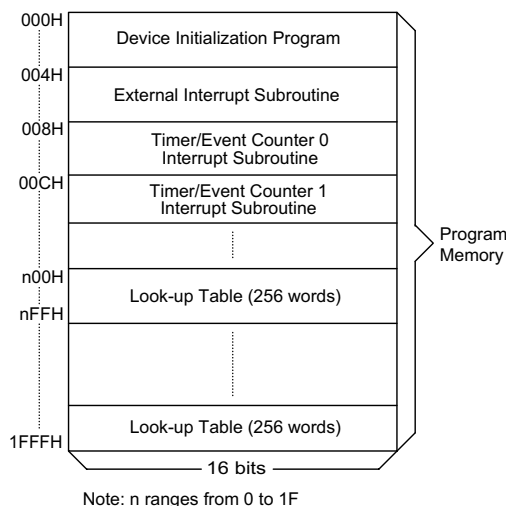 000H
Device Initialization Program
004H
External Interrupt Subroutine
008H
Timer/Event Counter 0
Interrupt Subroutine
00CH
Timer/Event Counter 1
Interrupt Subroutine
Program
Memory
n00H
Look-up Table (256 words)
nFFH
Look-up Table (256 words)
1FFFH
16 bits
Note: n ranges from 0 to 1F